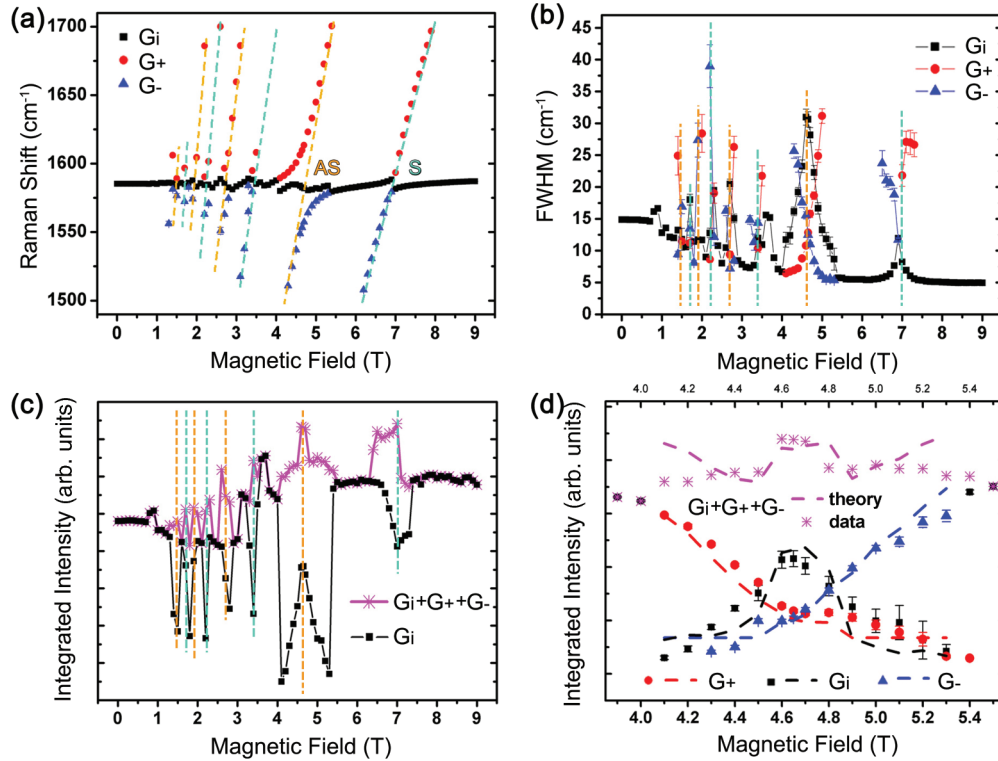 (a)
1700
1650
1600
1550
1500
Raman Shift (cm-1)
Gi
G+
G-
AS
S
0 1 2 3 4 5 6 7 8 9
Magnetic Field (T)
(b)
45
40
35
30
25
20
15
10
5
0
FWHM (cm-1)
Gi
G+
G-
0 1 2 3 4 5 6 7 8 9
Magnetic Field (T)
(c)
Integrated Intensity (arb. units)
Gi+G++G-
Gi
0 1 2 3 4 5 6 7 8 9
Magnetic Field (T)
(d)
4.0 4.2 4.4 4.6 4.8 5.0 5.2 5.4
Integrated Intensity (arb. units)
Gi+G++G-
theory
data
G+ Gi G-
4.0 4.2 4.4 4.6 4.8 5.0 5.2 5.4
Magnetic Field (T)